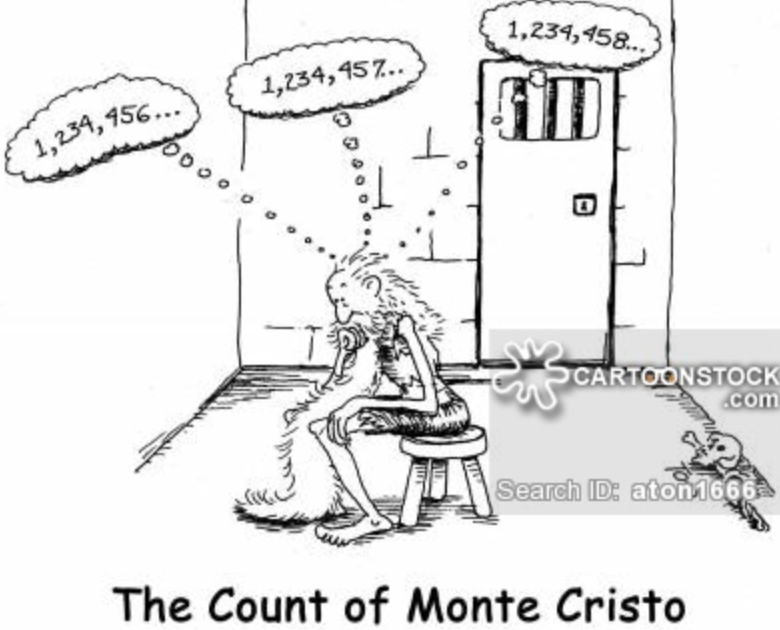 1,234,456...
1,234,457...
1,234,458...
CARTOONSTOCK
.com
Search ID: aton1666
The Count of Monte Cristo